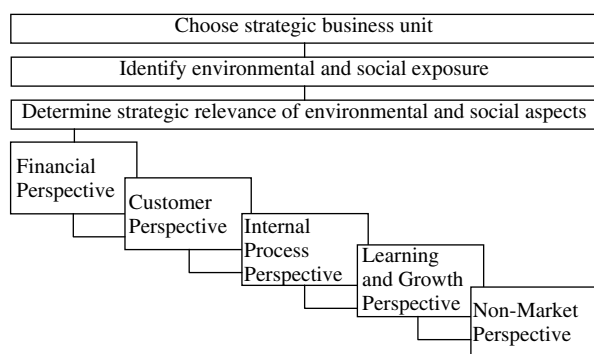 Choose strategic business unit
Identify environmental and social exposure
Determine strategic relevance of environmental and social aspects
Financial
Perspective
Customer
Perspective
Internal
Process
Perspective
Learning
and Growth
Perspective
Non-Market
Perspective